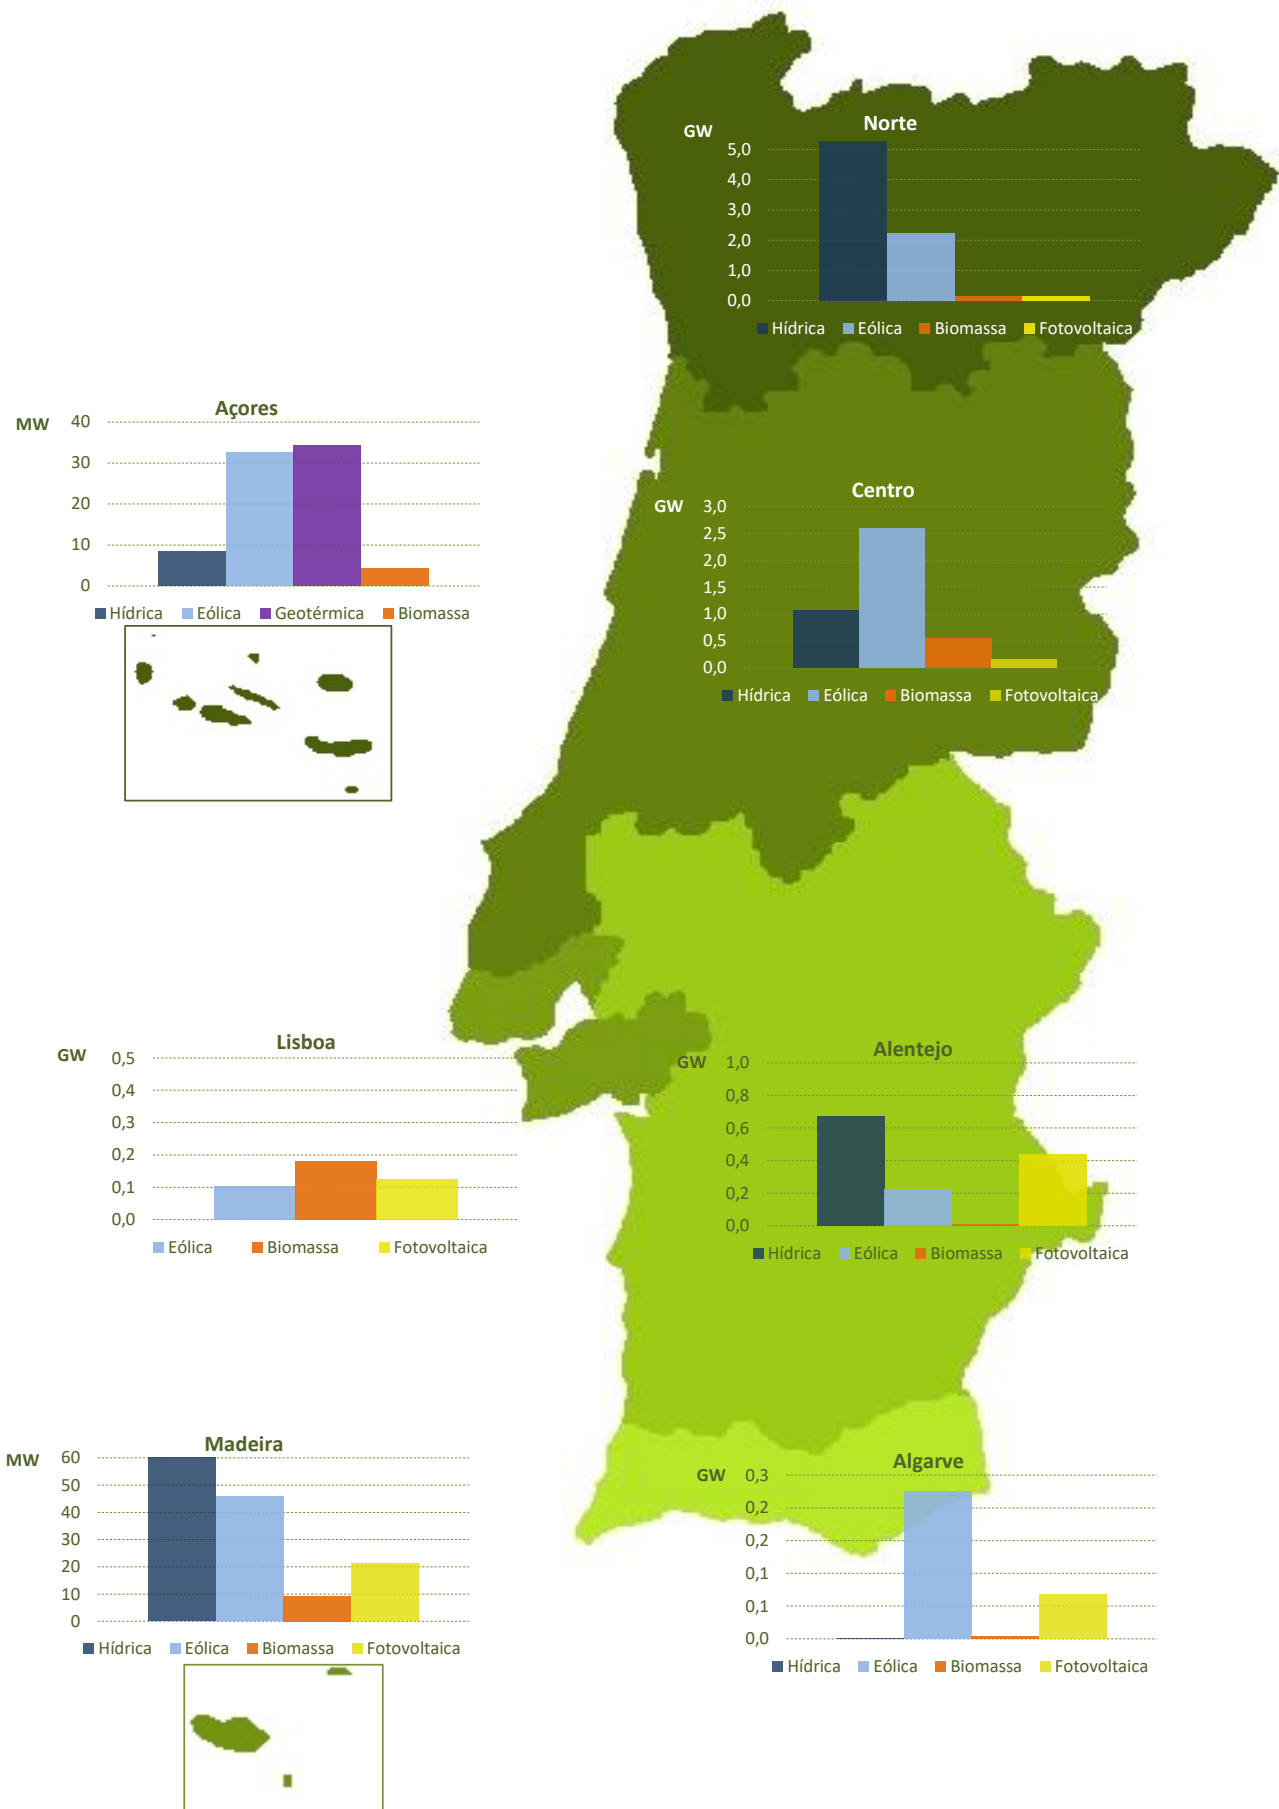 Norte
GW
5,0
4,0
3,0
2,0
1,0
0,0
Hídrica Eólica Biomassa Fotovoltaica
Açores
MW
40
30
20
10
0
Hídrica Eólica Geotérmica Biomassa
Centro
GW
3,0
2,5
2,0
1,5
1,0
0,5
0,0
Hídrica Eólica Biomassa Fotovoltaica
Lisboa
GW
0,5
0,4
0,3
0,2
0,1
0,0
Eólica Biomassa Fotovoltaica
Alentejo
GW
1,0
0,8
0,6
0,4
0,2
0,0
Hídrica Eólica Biomassa Fotovoltaica
Madeira
MW
60
50
40
30
20
10
0
Hídrica Eólica Biomassa Fotovoltaica
Algarve
GW
0,3
0,2
0,2
0,1
0,1
0,0
Hídrica Eólica Biomassa Fotovoltaica